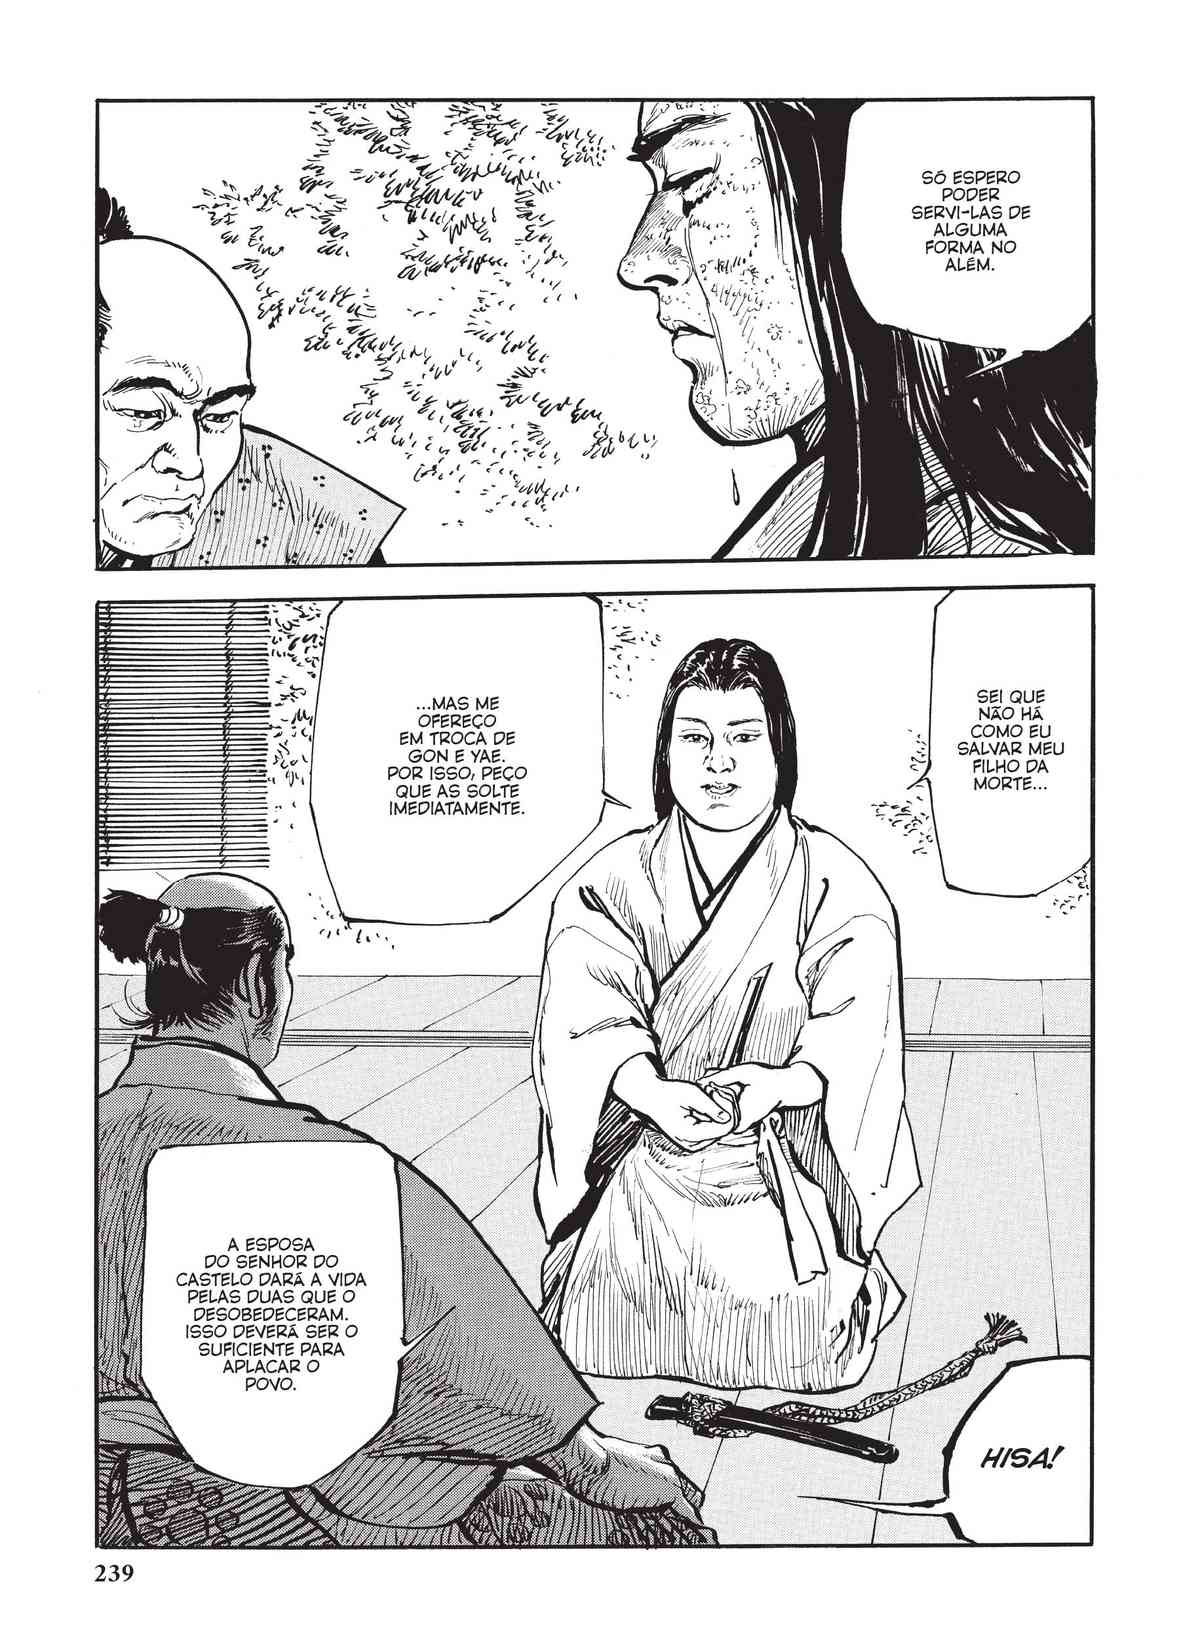 SÓ ESPERO
PODER
SERVI-LAS DE
ALGUMA
FORMA NO
ALÉM.
SEI QUE
NÃO HÁ
COMO EU
SALVAR MEU
FILHO DA
MORTE...
...MAS ME
OFEREÇO
EM TROCA DE
GON E YAE.
POR ISSO, PEÇO
QUE AS SOLTE
IMEDIATAMENTE.
A ESPOSA
DO SENHOR DO
CASTELO DARÁ A VIDA
PELAS DUAS QUE O
DESOBEDECERAM.
ISSO DEVERÁ SER O
SUFICIENTE PARA
APLACAR O
POVO.
HISA!
239